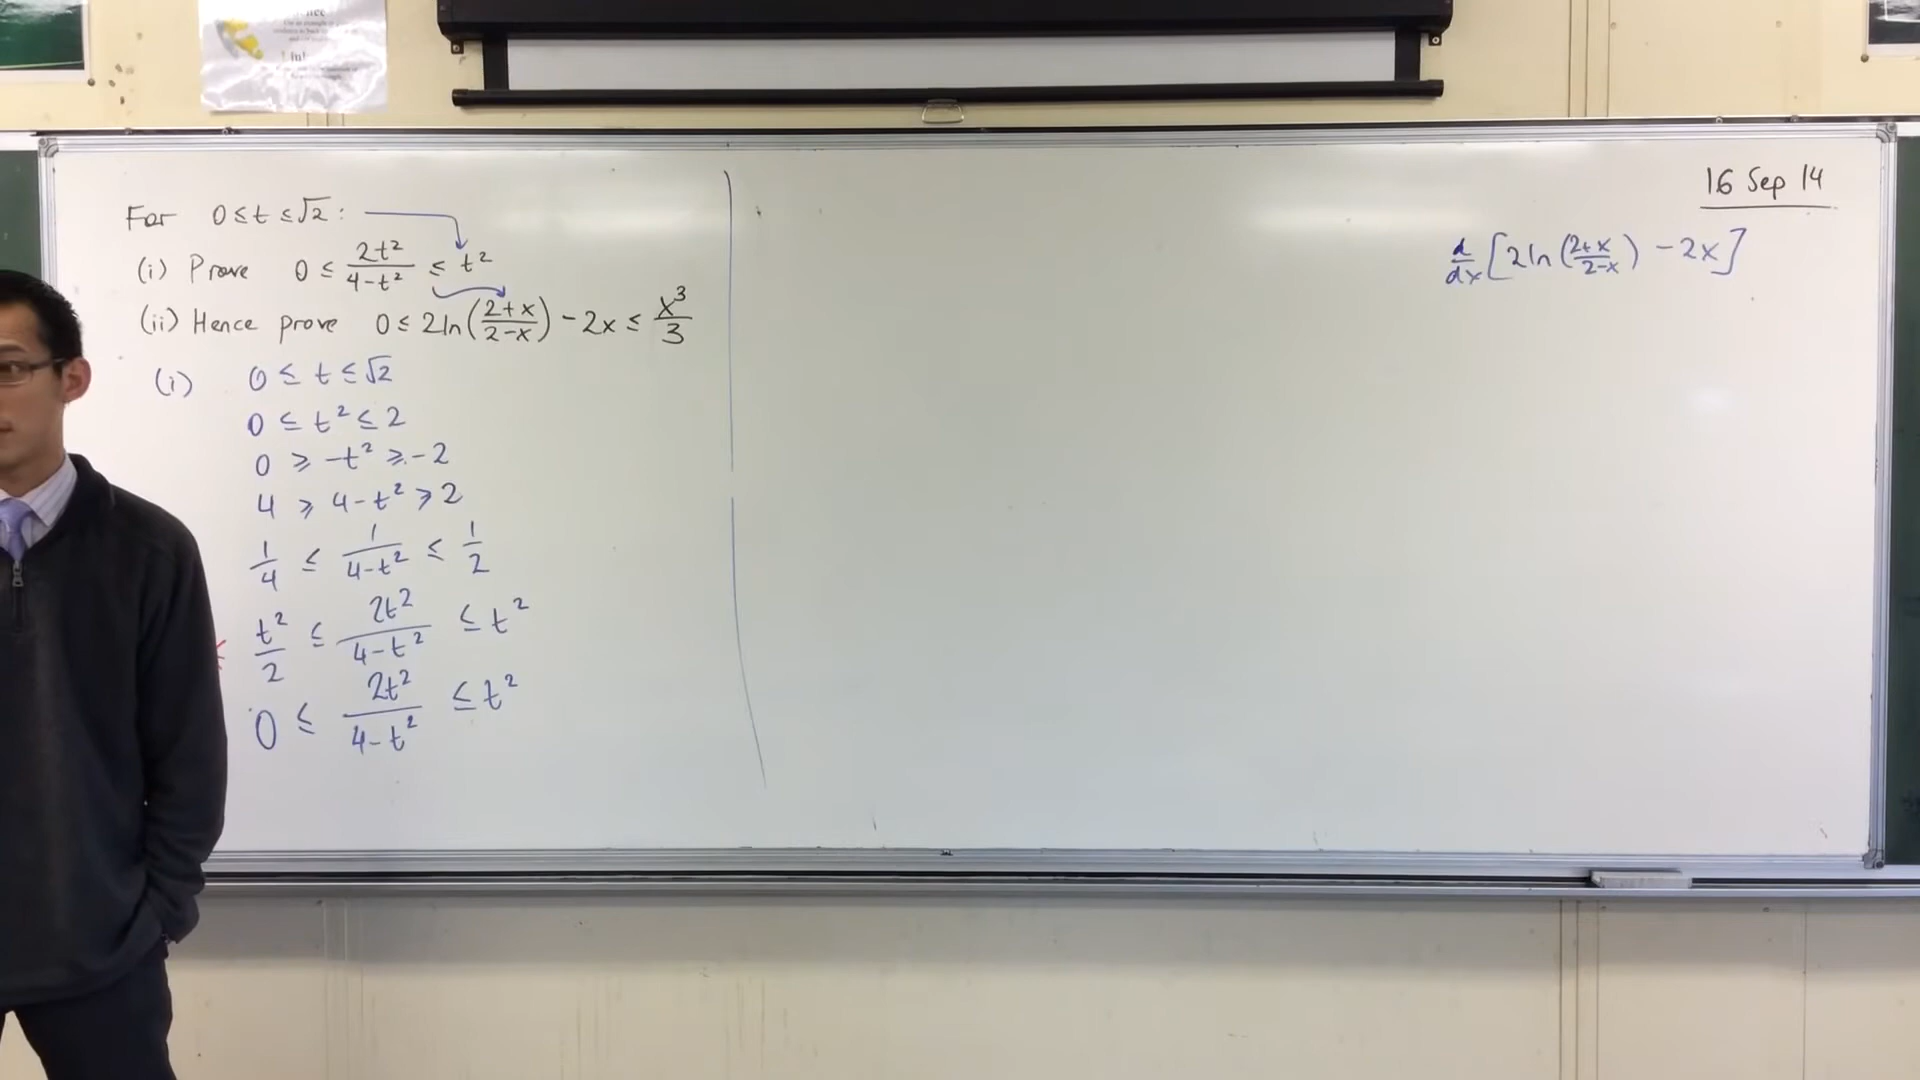 For 0 ≤ t ≤ √2 :
(i) Prove 0 ≤ 2t²/(4-t²) ≤ t²
(ii) Hence prove 0 ≤ 2ln((2+x)/(2-x)) - 2x ≤ x³/3
(i) 0 ≤ t ≤ √2
0 ≤ t² ≤ 2
0 ≥ -t² ≥ -2
4 ≥ 4-t² ≥ 2
1/4 ≤ 1/(4-t²) ≤ 1/2
t²/2 ≤ 2t²/(4-t²) ≤ t²
0 ≤ 2t²/(4-t²) ≤ t²
16 Sep 14
d/dx [2ln((2+x)/(2-x)) - 2x]